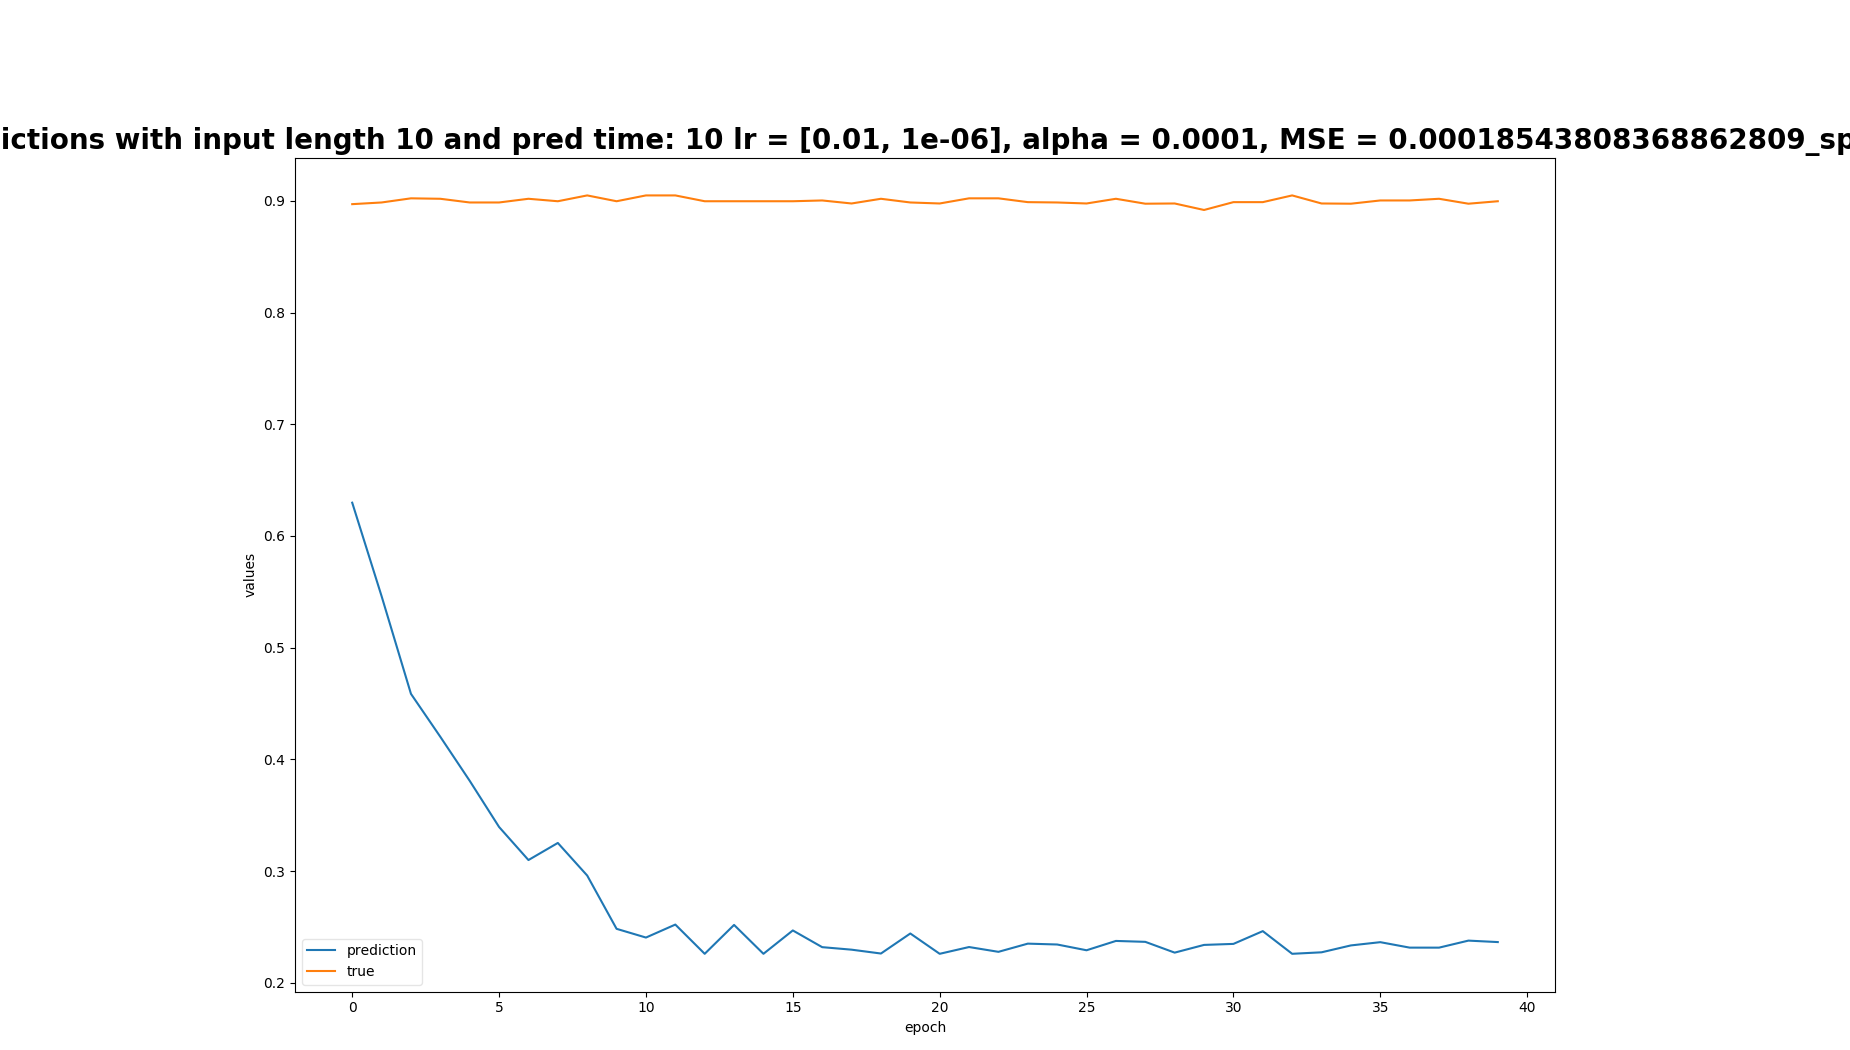 ictions with input length 10 and pred time: 10 lr = [0.01, 1e-06], alpha = 0.0001, MSE = 0.00018543808368862809_sp
0.9
0.8
0.7
0.6
0.5
0.4
0.3
0.2
values
prediction
true
0 5 10 15 20 25 30 35 40
epoch